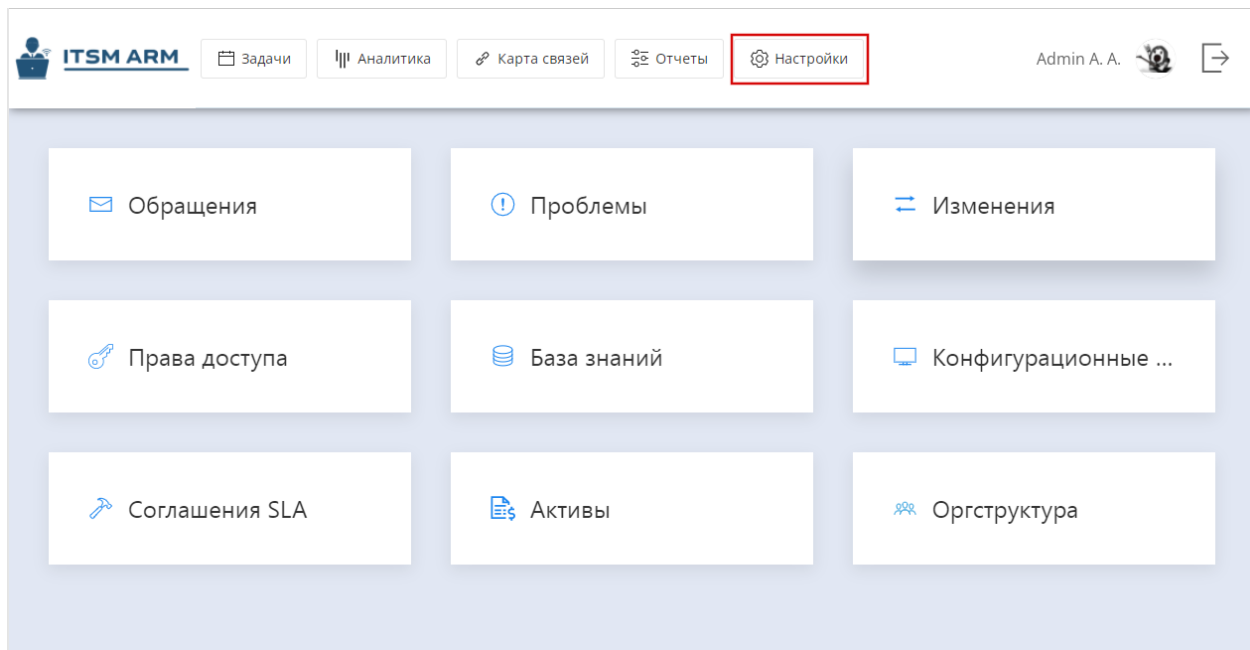 ITSM ARM Задачи Аналитика Карта связей Отчеты Настройки Admin A. A.
Обращения Проблемы Изменения
Права доступа База знаний Конфигурационные ...
Соглашения SLA Активы Оргструктура